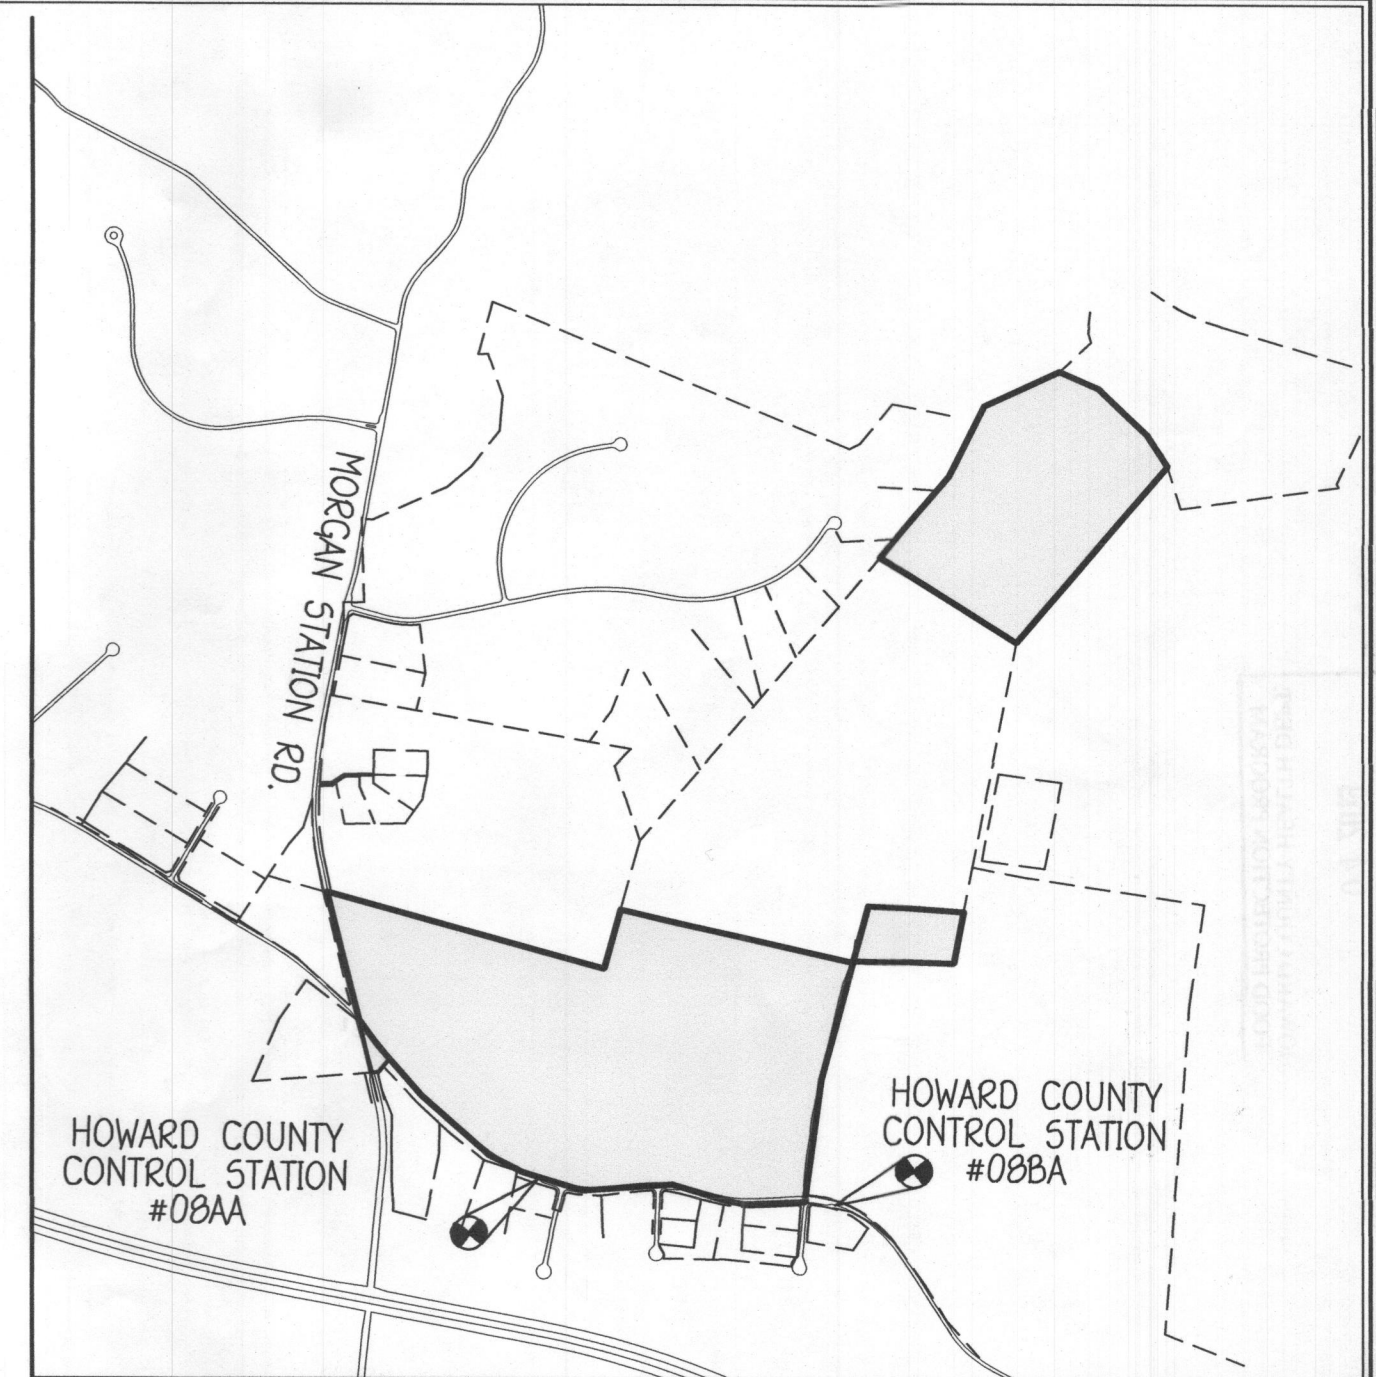 MORGAN STATION RD.
HOWARD COUNTY
CONTROL STATION
#08BA
HOWARD COUNTY
CONTROL STATION
#08AA